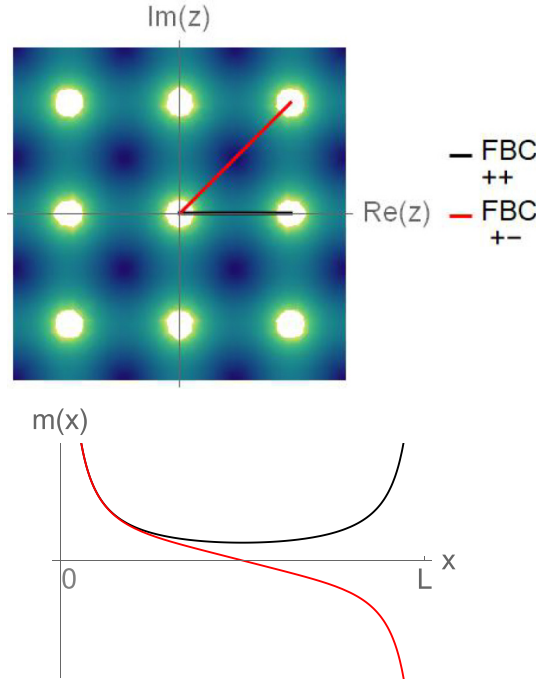 Im(z)
Re(z)
FBC
++
FBC
+−
m(x)
0
L
x